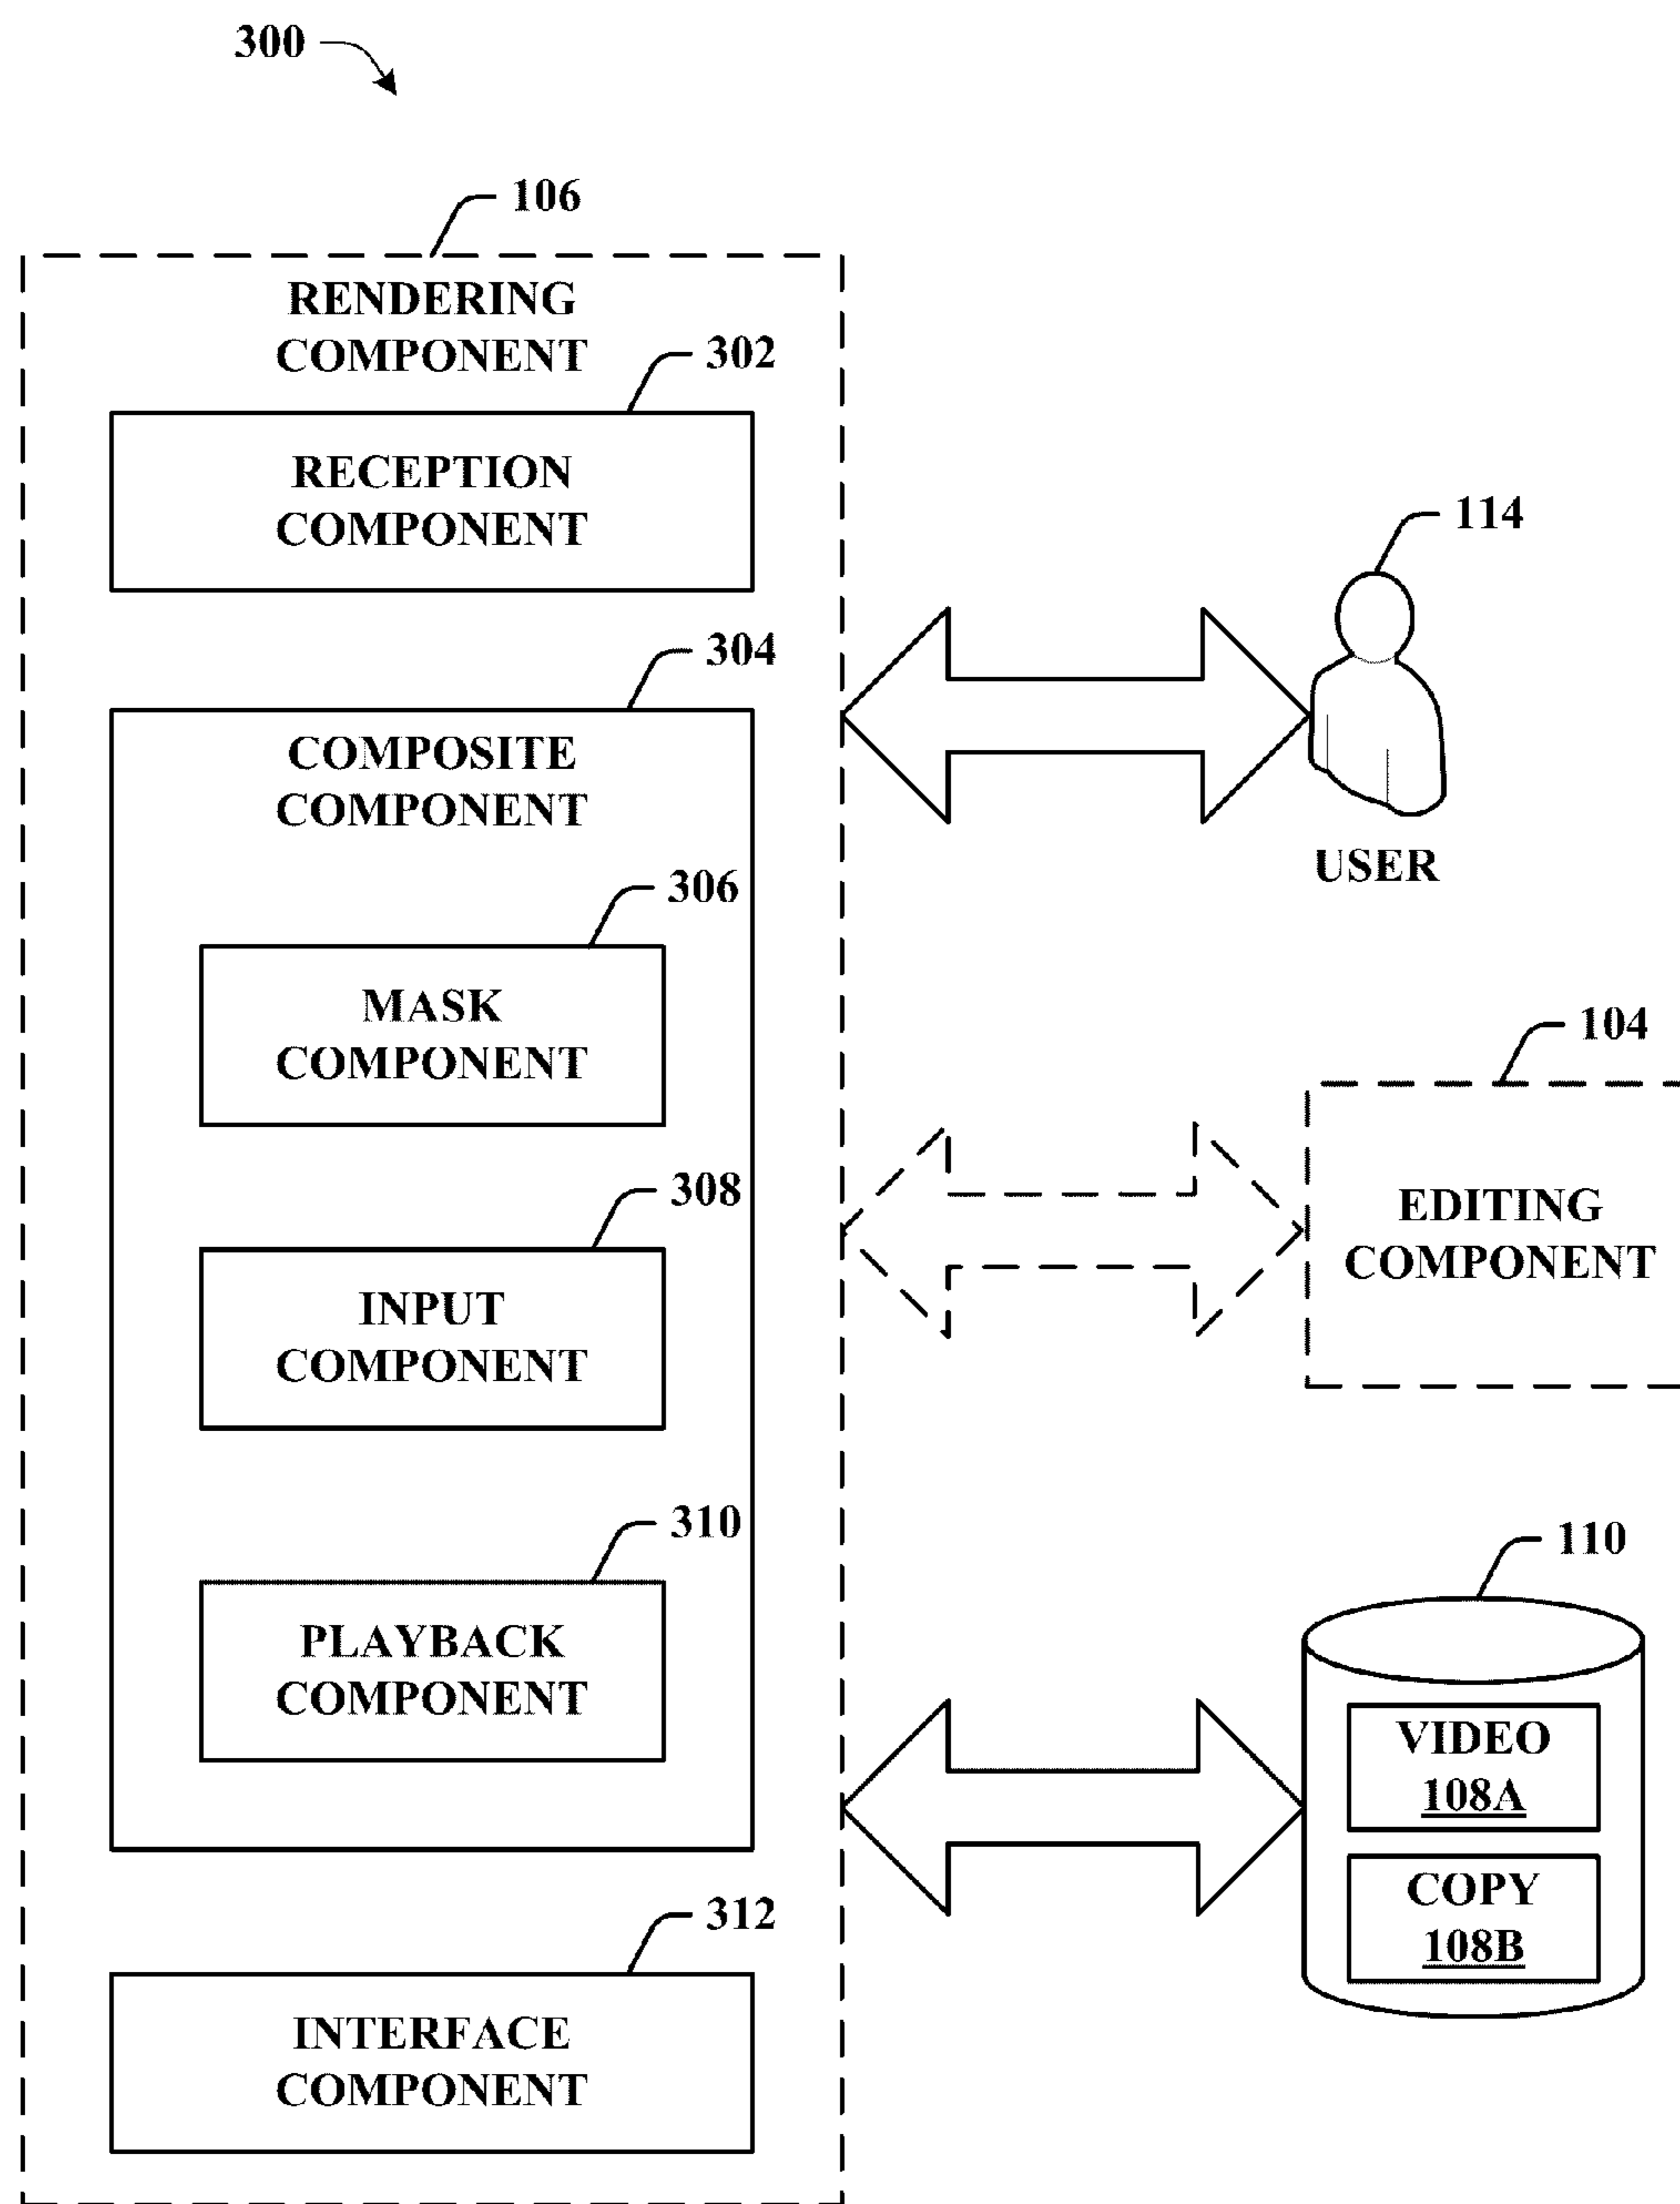 300
106
RENDERING
COMPONENT
302
RECEPTION
COMPONENT
304
COMPOSITE
COMPONENT
306
MASK
COMPONENT
308
INPUT
COMPONENT
310
PLAYBACK
COMPONENT
312
INTERFACE
COMPONENT
114
USER
104
EDITING
COMPONENT
110
VIDEO
108A
COPY
108B